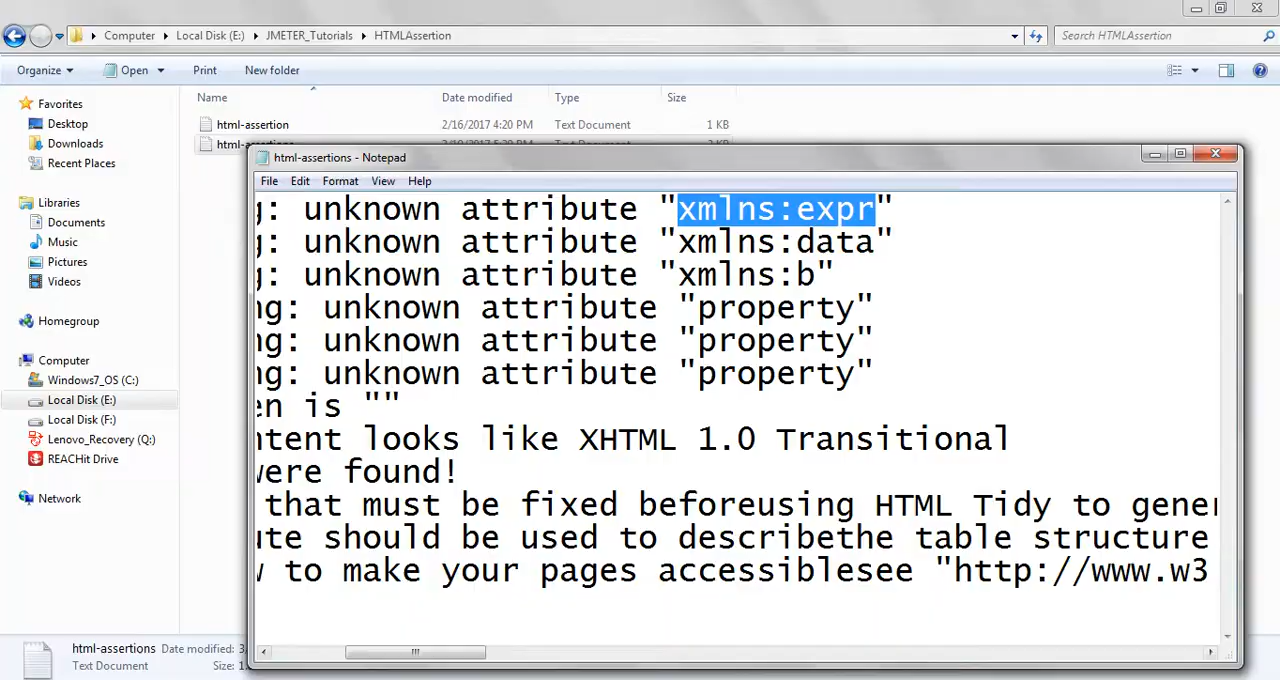 Computer
Local Disk (E:)
JMETER_Tutorials
HTMLAssertion
Search HTMLAssertion
Organize
Open
Print
New folder
Favorites
Desktop
Downloads
Recent Places
Libraries
Documents
Music
Pictures
Videos
Homegroup
Computer
Windows7_OS (C:)
Local Disk (E:)
Local Disk (F:)
Lenovo_Recovery (Q:)
REACHit Drive
Network
Name
Date modified
Type
Size
html-assertion
2/16/2017 4:20 PM
Text Document
1 KB
html-assertions - Notepad
File Edit Format View Help
g: unknown attribute "xmlns:expr"
g: unknown attribute "xmlns:data"
g: unknown attribute "xmlns:b"
ng: unknown attribute "property"
ng: unknown attribute "property"
ng: unknown attribute "property"
en is ""
ntent looks like XHTML 1.0 Transitional
were found!
that must be fixed beforeusing HTML Tidy to gener
ute should be used to describethe table structure
to make your pages accessiblesee "http://www.w3
html-assertions
Date modified: 
Text Document
Size: